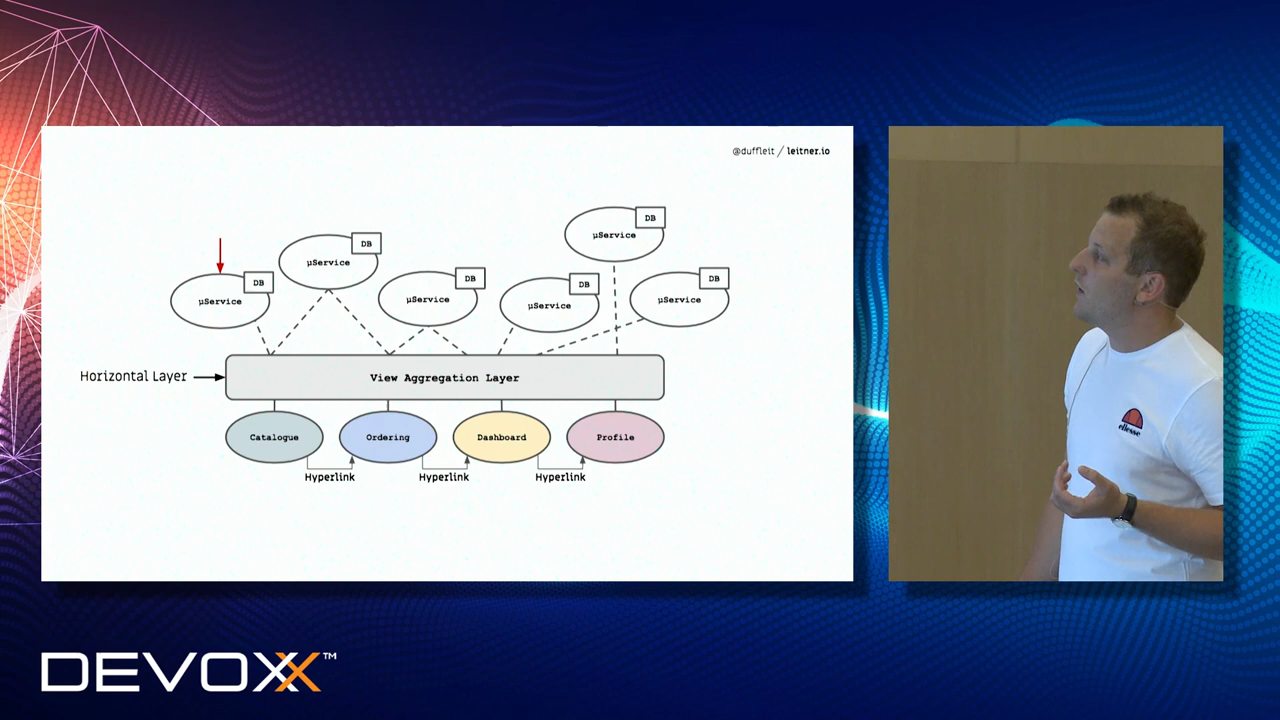 @duffleit / leitner.io
DB
µService
DB
µService
DB
µService
DB
µService
DB
µService
DB
µService
Horizontal Layer
View Aggregation Layer
Catalogue
Ordering
Dashboard
Profile
Hyperlink
Hyperlink
Hyperlink
ellesse
DEVOXX™